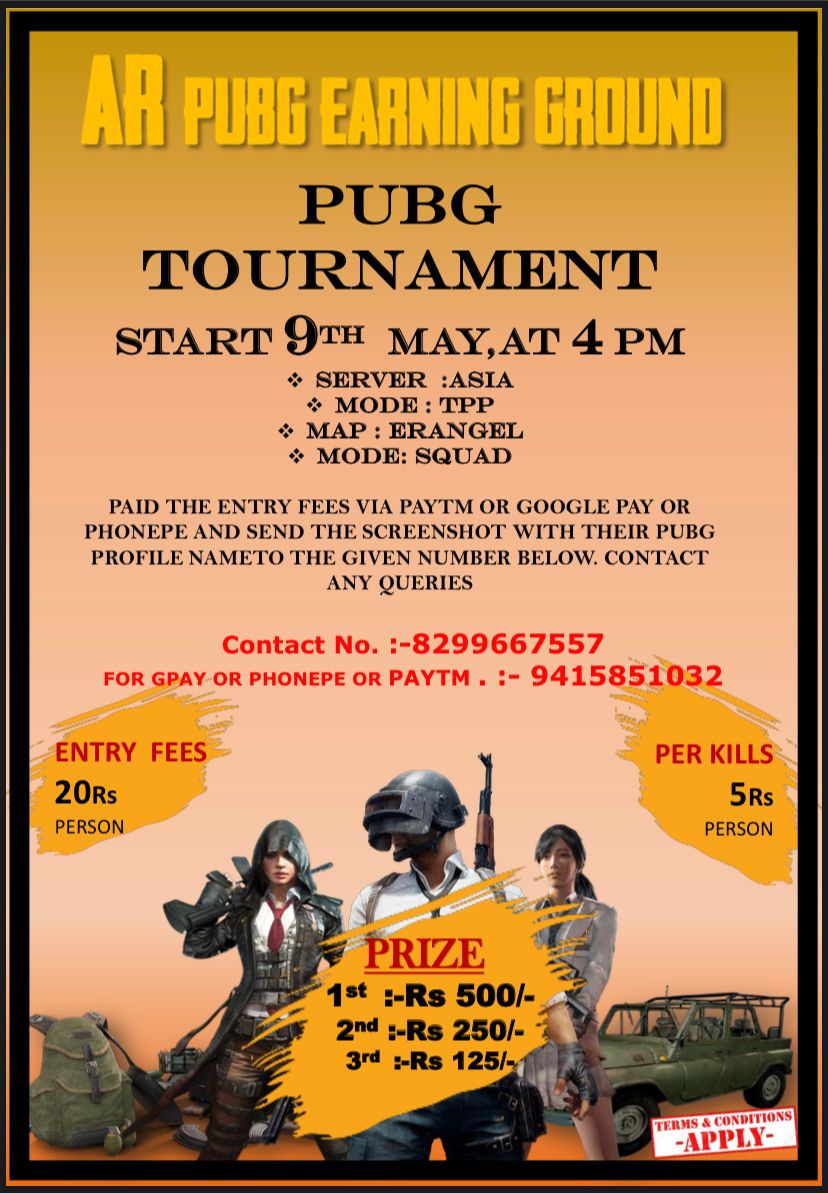 AR PUBG EARNING GROUND
PUBG
TOURNAMENT
START 9TH MAY,AT 4 PM
❖ SERVER :ASIA
❖ MODE : TPP
❖ MAP : ERANGEL
❖ MODE: SQUAD
PAID THE ENTRY FEES VIA PAYTM OR GOOGLE PAY OR
PHONEPE AND SEND THE SCREENSHOT WITH THEIR PUBG
PROFILE NAMETO THE GIVEN NUMBER BELOW. CONTACT
ANY QUERIES
Contact No. :-8299667557
FOR GPAY OR PHONEPE OR PAYTM . :- 9415851032
ENTRY FEES
20Rs
PERSON
PER KILLS
5Rs
PERSON
PRIZE
1st :-Rs 500/-
2nd :-Rs 250/-
3rd :-Rs 125/-
TERMS & CONDITIONS
-APPLY-